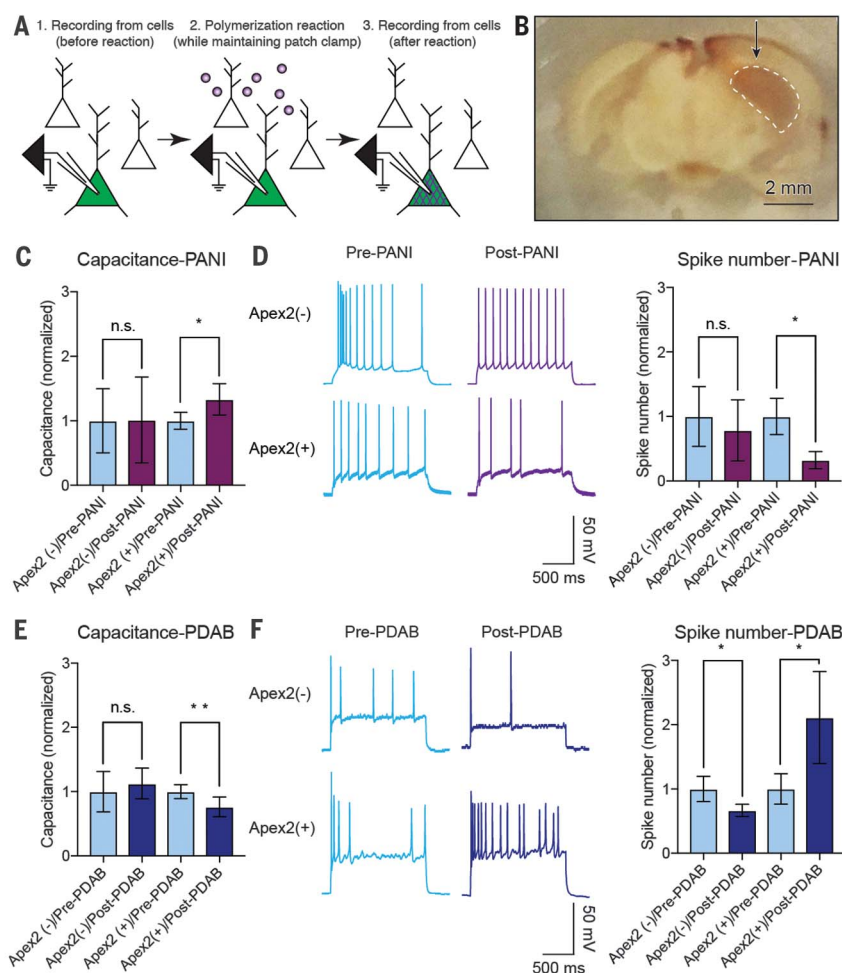 A
1. Recording from cells
(before reaction)
2. Polymerization reaction
(while maintaining patch clamp)
3. Recording from cells
(after reaction)
B
2 mm
C
Capacitance-PANI
Capacitance (normalized)
3
2
1
0
n.s.
*
Apex2 (-)/Pre-PANI
Apex2(-)/Post-PANI
Apex2 (+)/Pre-PANI
Apex2(+)/Post-PANI
D
Pre-PANI
Post-PANI
Apex2(-)
Apex2(+)
50 mV
500 ms
Spike number-PANI
Spike number (normalized)
3
2
1
0
n.s.
*
Apex2 (-)/Pre-PANI
Apex2(-)/Post-PANI
Apex2 (+)/Pre-PANI
Apex2(+)/Post-PANI
E
Capacitance-PDAB
Capacitance (normalized)
3
2
1
0
n.s.
* *
Apex2 (-)/Pre-PDAB
Apex2(-)/Post-PDAB
Apex2 (+)/Pre-PDAB
Apex2(+)/Post-PDAB
F
Pre-PDAB
Post-PDAB
Apex2(-)
Apex2(+)
50 mV
500 ms
Spike number-PDAB
Spike number (normalized)
3
2
1
0
*
*
Apex2 (-)/Pre-PDAB
Apex2(-)/Post-PDAB
Apex2 (+)/Pre-PDAB
Apex2(+)/Post-PDAB